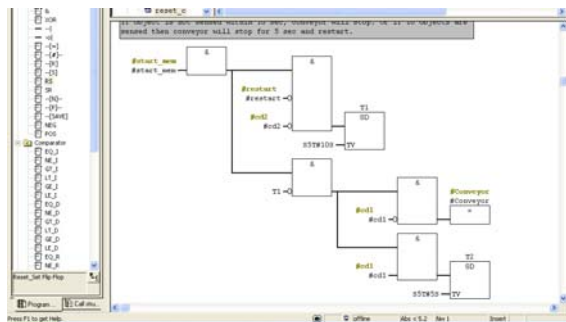 &
XOR
--|
-o|
--[=]
--[#]--
--[R]
--[S]
RS
SR
--[N]--
--[P]--
--[SAVE]
NEG
POS
Comparator
EQ_I
NE_I
GT_I
LT_I
GE_I
LE_I
EQ_D
NE_D
GT_D
LT_D
GE_D
LE_D
EQ_R
NE_R
Reset_Set Flip Flop
Program...
Call stru...
Press F1 to get Help.
reset_o
If object is not sensed within 10 sec, conveyor will stop. Or if 10 objects are
sensed then conveyor will stop for 5 sec and restart.
#start_mem
#start_mem
&
&
#restart
#restart
#cd2
#cd2
T1
SD
S5T#10S
TV
&
T1
&
#cd1
#cd1
#Conveyor
#Conveyor
=
&
#cd1
#cd1
T2
SD
S5T#5S
TV
offline
Abs < 5.2
Nw 1
Insert